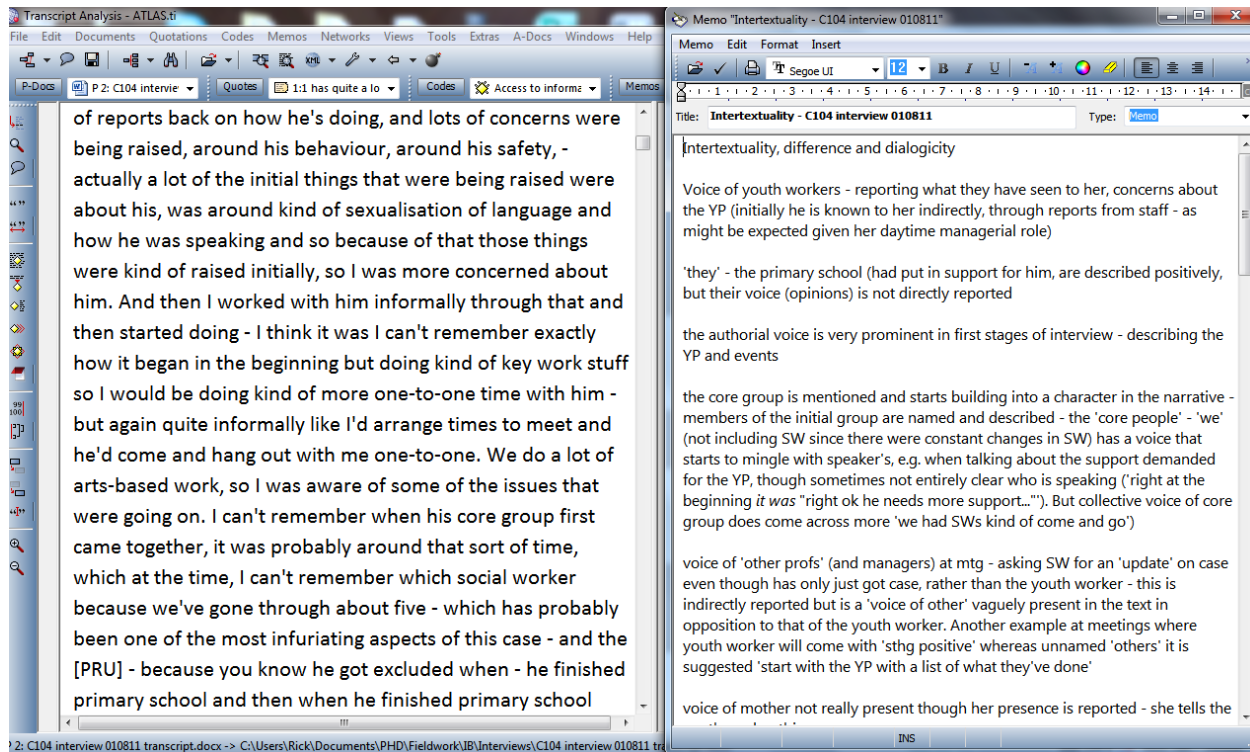 Transcript Analysis - ATLAS.ti
File Edit Documents Quotations Codes Memos Networks Views Tools Extras A-Docs Windows Help
P-Docs P 2: C104 intervie Quotes 1:1 has quite a lo Codes Access to informa Memos
of reports back on how he's doing, and lots of concerns were
being raised, around his behaviour, around his safety, -
actually a lot of the initial things that were being raised were
about his, was around kind of sexualisation of language and
how he was speaking and so because of that those things
were kind of raised initially, so I was more concerned about
him. And then I worked with him informally through that and
then started doing - I think it was I can't remember exactly
how it began in the beginning but doing kind of key work stuff
so I would be doing kind of more one-to-one time with him -
but again quite informally like I'd arrange times to meet and
he'd come and hang out with me one-to-one. We do a lot of
arts-based work, so I was aware of some of the issues that
were going on. I can't remember when his core group first
came together, it was probably around that sort of time,
which at the time, I can't remember which social worker
because we've gone through about five - which has probably
been one of the most infuriating aspects of this case - and the
[PRU] - because you know he got excluded when - he finished
primary school and then when he finished primary school
P 2: C104 interview 010811 transcript.docx -> C:\Users\Rick\Documents\PHD\Fieldwork\IB\Interviews\C104 interview 010811 tra
Memo "Intertextuality - C104 interview 010811"
Memo Edit Format Insert
Segoe UI 12 B I U
1 2 3 4 5 6 7 8 9 10 11 12 13 14
Title: Intertextuality - C104 interview 010811 Type: Memo
Intertextuality, difference and dialogicity
Voice of youth workers - reporting what they have seen to her, concerns about
the YP (initially he is known to her indirectly, through reports from staff - as
might be expected given her daytime managerial role)
'they' - the primary school (had put in support for him, are described positively,
but their voice (opinions) is not directly reported
the authorial voice is very prominent in first stages of interview - describing the
YP and events
the core group is mentioned and starts building into a character in the narrative -
members of the initial group are named and described - the 'core people' - 'we'
(not including SW since there were constant changes in SW) has a voice that
starts to mingle with speaker's, e.g. when talking about the support demanded
for the YP, though sometimes not entirely clear who is speaking ('right at the
beginning it was "right ok he needs more support..."'). But collective voice of core
group does come across more 'we had SWs kind of come and go')
voice of 'other profs' (and managers) at mtg - asking SW for an 'update' on case
even though has only just got case, rather than the youth worker - this is
indirectly reported but is a 'voice of other' vaguely present in the text in
opposition to that of the youth worker. Another example at meetings where
youth worker will come with 'sthg positive' whereas unnamed 'others' it is
suggested 'start with the YP with a list of what they've done'
voice of mother not really present though her presence is reported - she tells the
INS